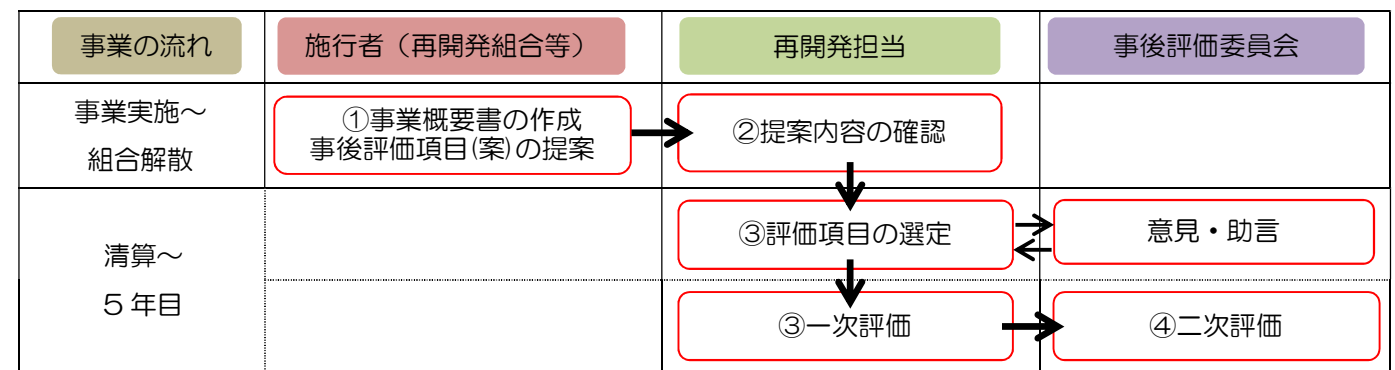 事業の流れ
施行者（再開発組合等）
再開発担当
事後評価委員会
事業実施～
組合解散
①事業概要書の作成
事後評価項目(案)の提案
②提案内容の確認
清算～
５年目
③評価項目の選定
意見・助言
③一次評価
④二次評価